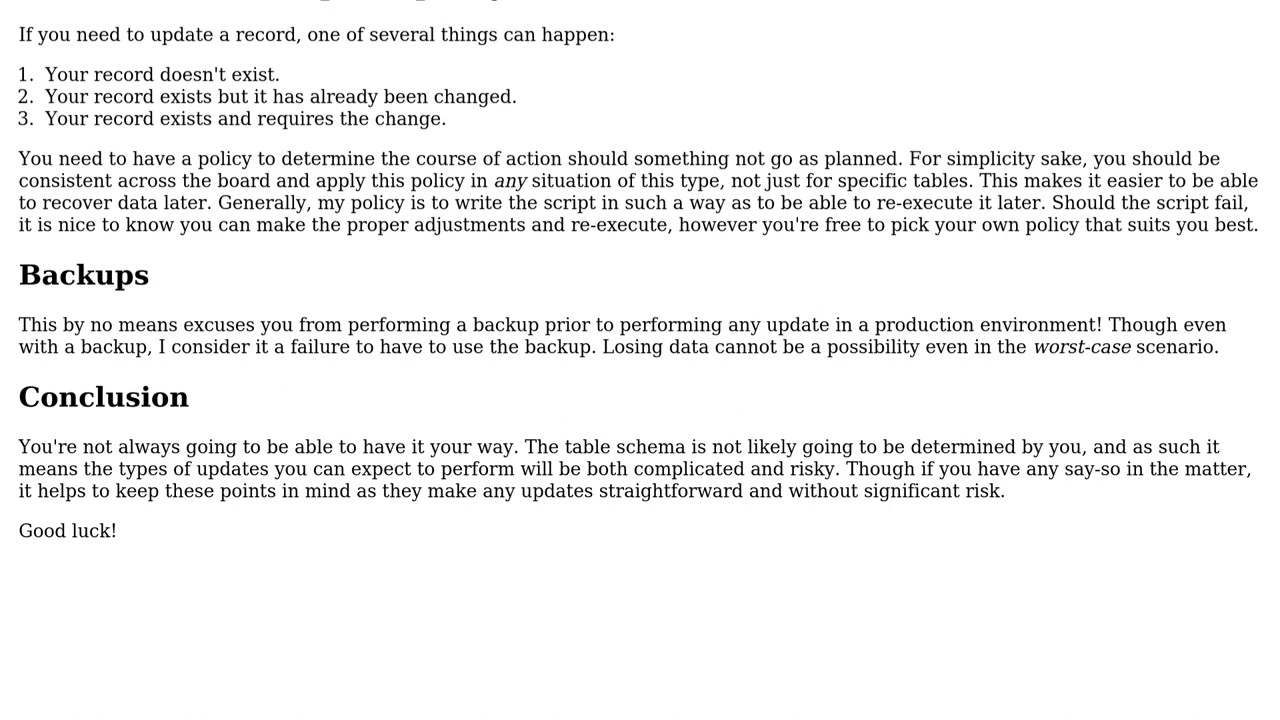 If you need to update a record, one of several things can happen:
1. Your record doesn't exist.
2. Your record exists but it has already been changed.
3. Your record exists and requires the change.
You need to have a policy to determine the course of action should something not go as planned. For simplicity sake, you should be
consistent across the board and apply this policy in any situation of this type, not just for specific tables. This makes it easier to be able
to recover data later. Generally, my policy is to write the script in such a way as to be able to re-execute it later. Should the script fail,
it is nice to know you can make the proper adjustments and re-execute, however you're free to pick your own policy that suits you best.
Backups
This by no means excuses you from performing a backup prior to performing any update in a production environment! Though even
with a backup, I consider it a failure to have to use the backup. Losing data cannot be a possibility even in the worst-case scenario.
Conclusion
You're not always going to be able to have it your way. The table schema is not likely going to be determined by you, and as such it
means the types of updates you can expect to perform will be both complicated and risky. Though if you have any say-so in the matter,
it helps to keep these points in mind as they make any updates straightforward and without significant risk.
Good luck!